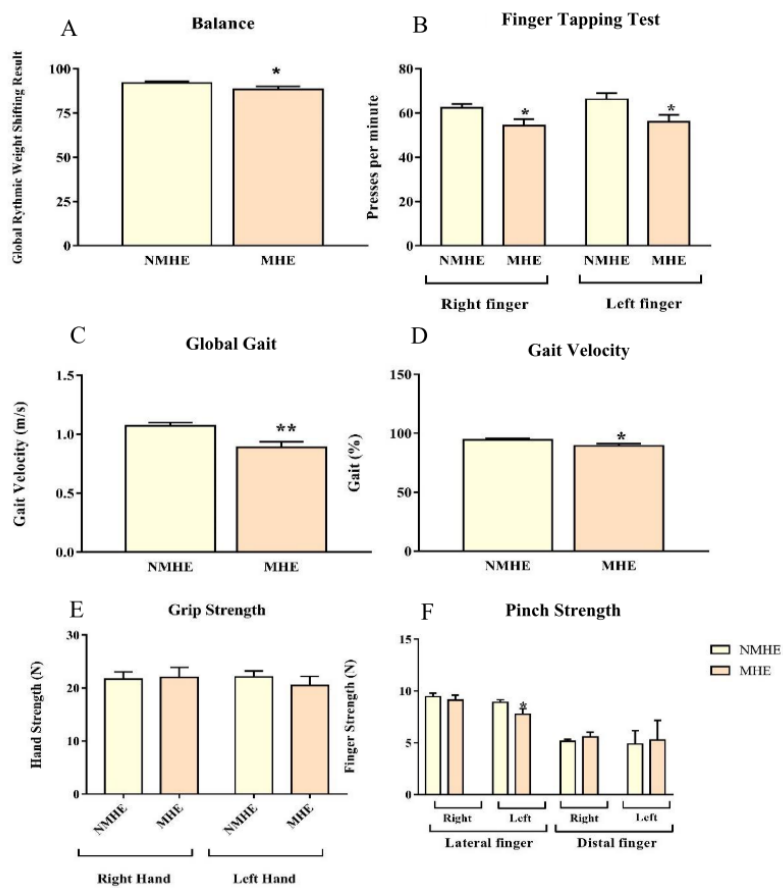 A
Balance
Global Rythmic Weight Shifting Result
100
75
50
25
0
*
NMHE
MHE
B
Finger Tapping Test
Presses per minute
80
60
40
20
0
*
*
NMHE
MHE
NMHE
MHE
Right finger
Left finger
C
Global Gait
Gait Velocity (m/s)
1.5
1.0
0.5
0.0
**
NMHE
MHE
D
Gait Velocity
Gait (%)
150
100
50
0
*
NMHE
MHE
E
Grip Strength
Hand Strength (N)
30
20
10
0
NMHE
MHE
NMHE
MHE
Right Hand
Left Hand
F
Pinch Strength
Finger Strength (N)
15
10
5
0
*
Right
Left
Right
Left
Lateral finger
Distal finger
NMHE
MHE